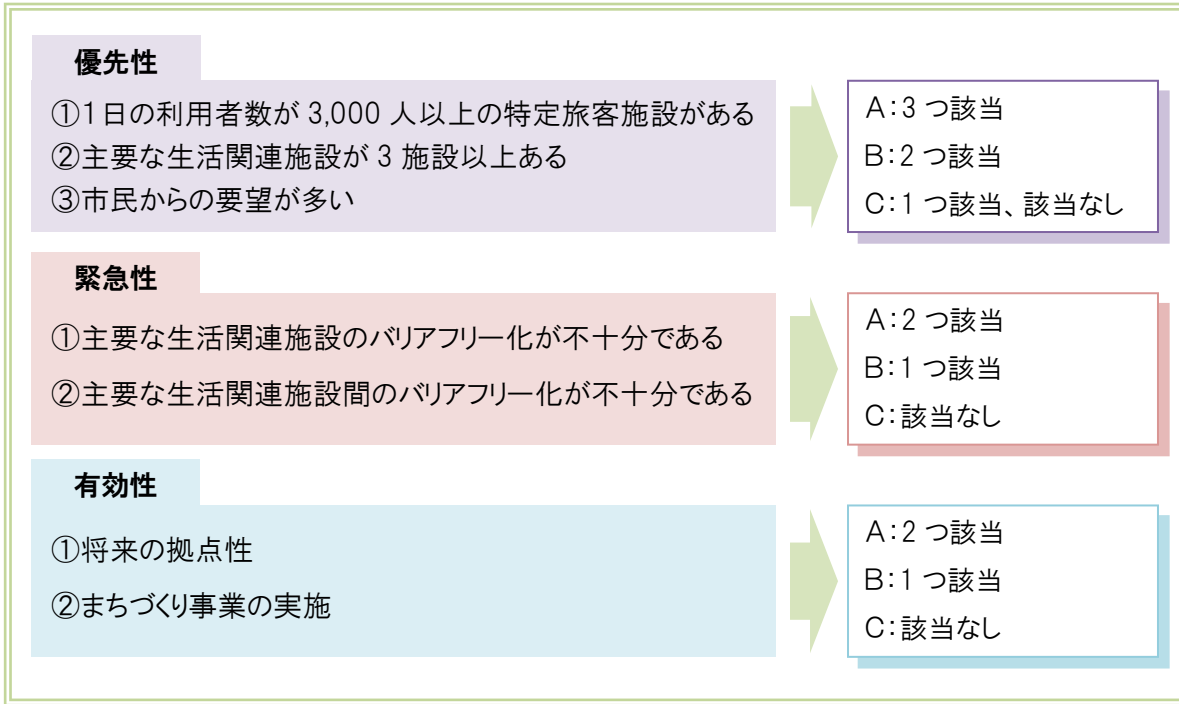 優先性
①1日の利用者数が 3,000 人以上の特定旅客施設がある
②主要な生活関連施設が 3 施設以上ある
③市民からの要望が多い
A:3 つ該当
B:2 つ該当
C:1 つ該当、該当なし
緊急性
①主要な生活関連施設のバリアフリー化が不十分である
②主要な生活関連施設間のバリアフリー化が不十分である
A:2 つ該当
B:1 つ該当
C:該当なし
有効性
①将来の拠点性
②まちづくり事業の実施
A:2 つ該当
B:1 つ該当
C:該当なし